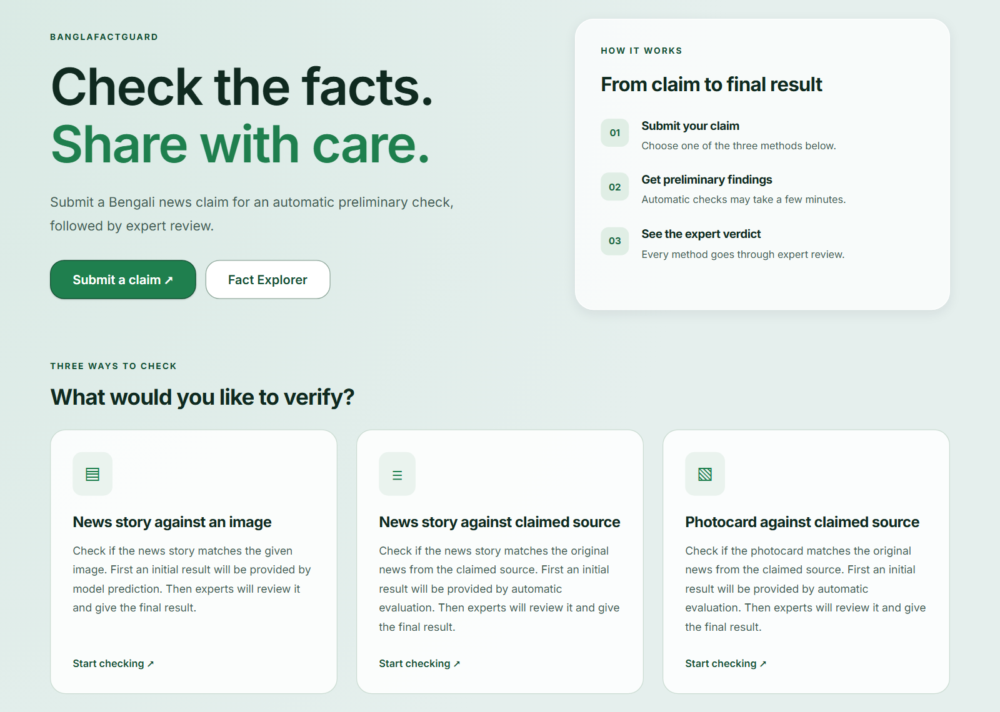 BANGLAFACTGUARD
Check the facts.
Share with care.
Submit a Bengali news claim for an automatic preliminary check,
followed by expert review.
Submit a claim ↗
Fact Explorer
HOW IT WORKS
From claim to final result
01
Submit your claim
Choose one of the three methods below.
02
Get preliminary findings
Automatic checks may take a few minutes.
03
See the expert verdict
Every method goes through expert review.
THREE WAYS TO CHECK
What would you like to verify?
News story against an image
Check if the news story matches the given
image. First an initial result will be provided by
model prediction. Then experts will review it
and give the final result.
Start checking ↗
News story against claimed source
Check if the news story matches the original
news from the claimed source. First an initial
result will be provided by automatic
evaluation. Then experts will review it and give
the final result.
Start checking ↗
Photocard against claimed source
Check if the photocard matches the original
news from the claimed source. First an initial
result will be provided by automatic
evaluation. Then experts will review it and give
the final result.
Start checking ↗